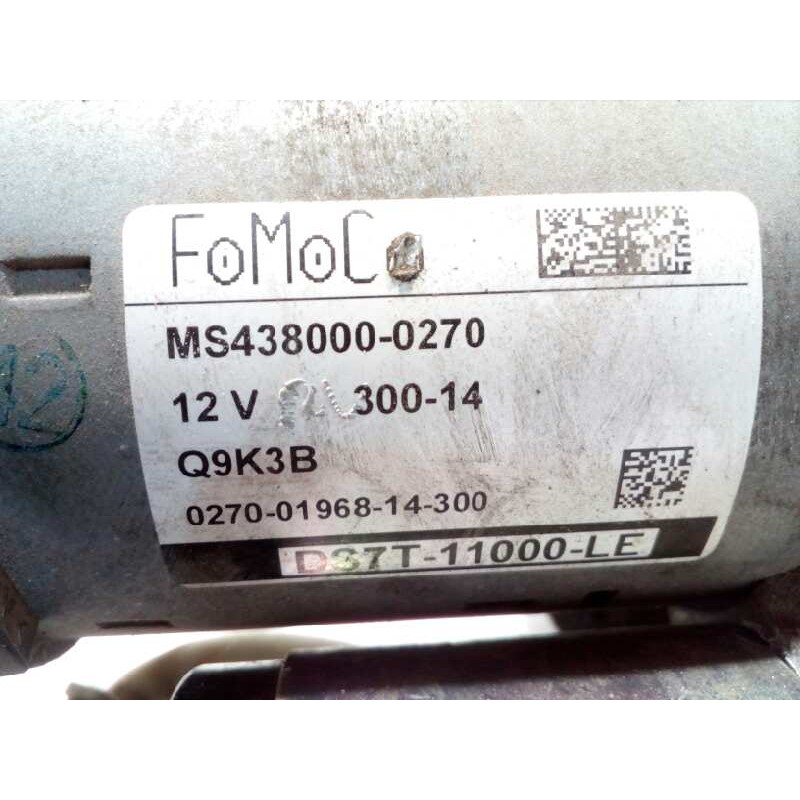 FoMoCo
MS438000-0270
12 V 300-14
Q9K3B
0270-01968-14-300
DS7T-11000-LE